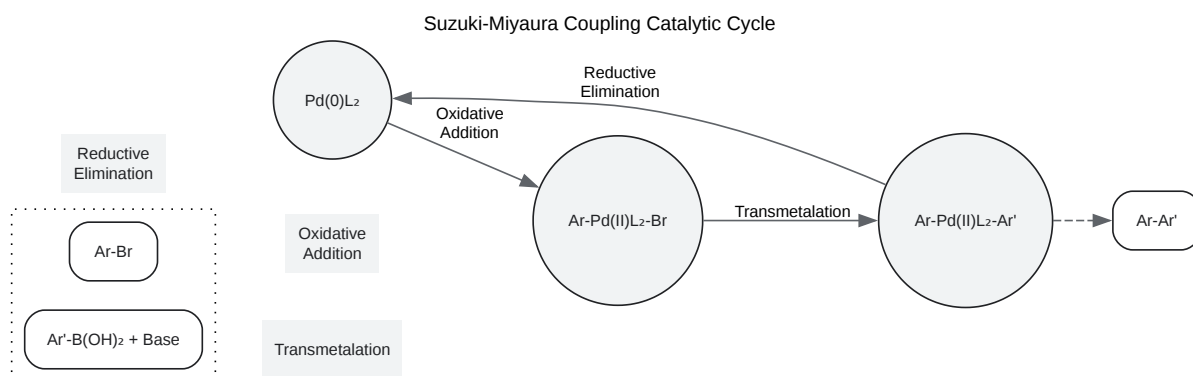 Suzuki-Miyaura Coupling Catalytic Cycle
Reductive
Elimination
Pd(0)L₂
Oxidative
Addition
Reductive
Elimination
Ar-Br
Oxidative
Addition
Ar-Pd(II)L₂-Br
Transmetalation
Ar-Pd(II)L₂-Ar'
Ar-Ar'
Ar'-B(OH)₂ + Base
Transmetalation